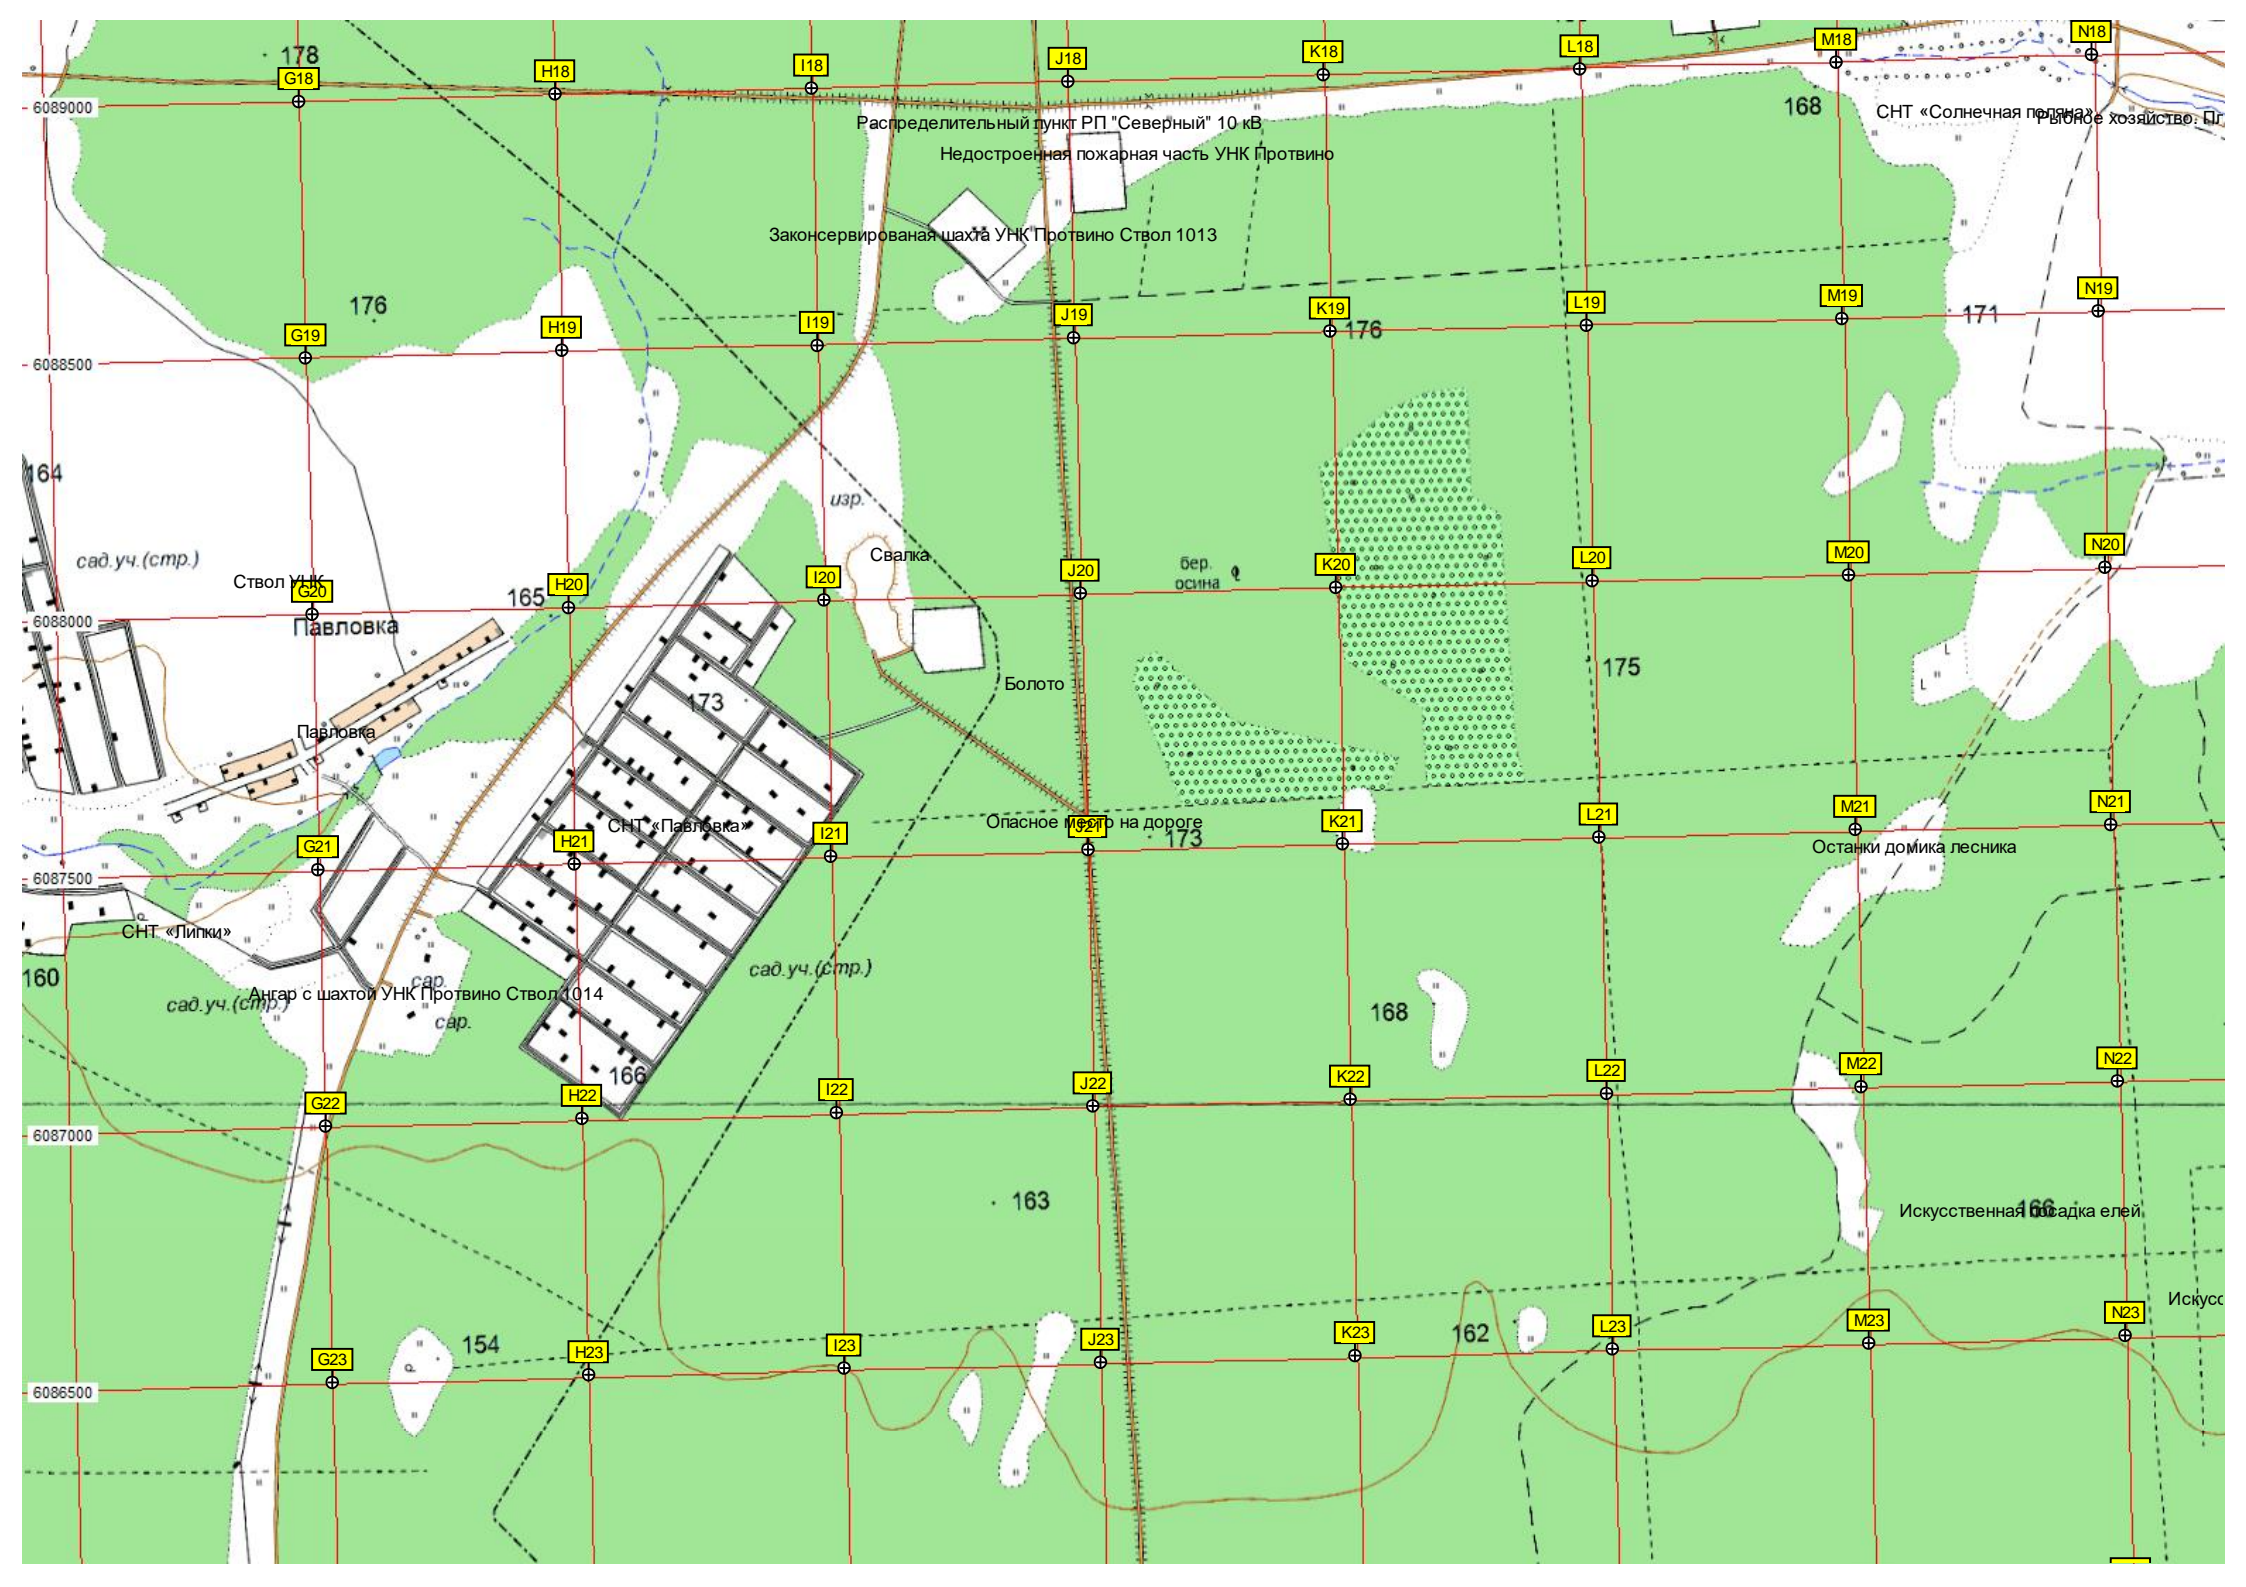 N18
M18
L18
K18
178
J18
I18
H18
G18
6089000
168
СНТ «Солнечная поляна»
Рыбное хозяйство. Пл
Распределительный пункт РП "Северный" 10 кВ
Недостроенная пожарная часть УНК Протвино
Законсервированая шахта УНК Протвино Ствол 1013
176
N19
M19
L19
K19
J19
I19
H19
G19
171
176
6088500
164
изр.
сад.уч.(стр.)
Свалка
бер.
осина
N20
M20
L20
K20
J20
I20
H20
G20
Ствол УНК
165
6088000
Павловка
175
Болото
173
Павловка
L
L
N21
M21
L21
K21
J21
I21
H21
G21
СНТ «Павловка»
Опасное место на дороге
173
Останки домика лесника
6087500
СНТ «Липки»
160
сад.уч.(стр.)
сар.
Ангар с шахтой УНК Протвино Ствол 1014
сад.уч.(стр.)
сар.
168
166
N22
M22
L22
K22
J22
I22
H22
G22
6087000
163
Искусственная посадка елей
166
Искусс
N23
M23
L23
K23
J23
I23
H23
G23
162
154
6086500